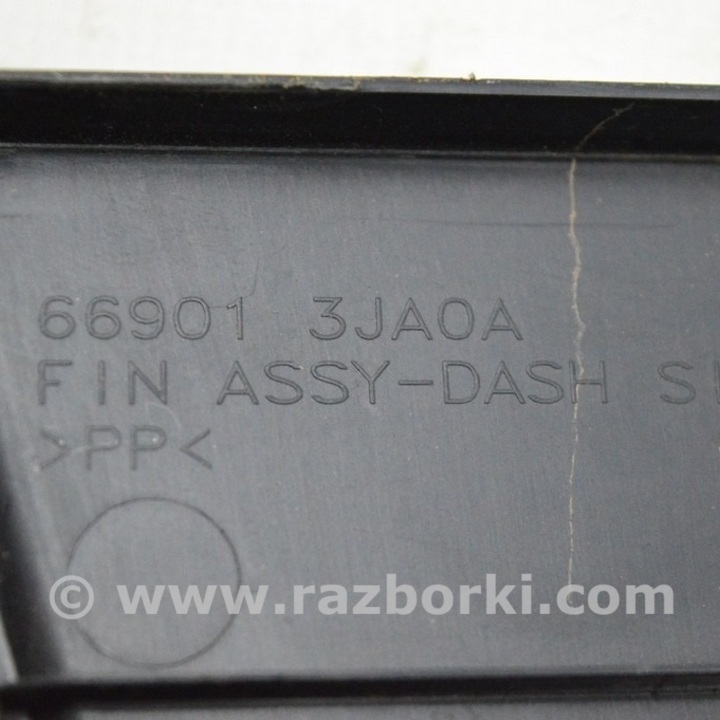 66901 3JA0A
FIN ASSY-DASH
>PP<
© www.razborki.com